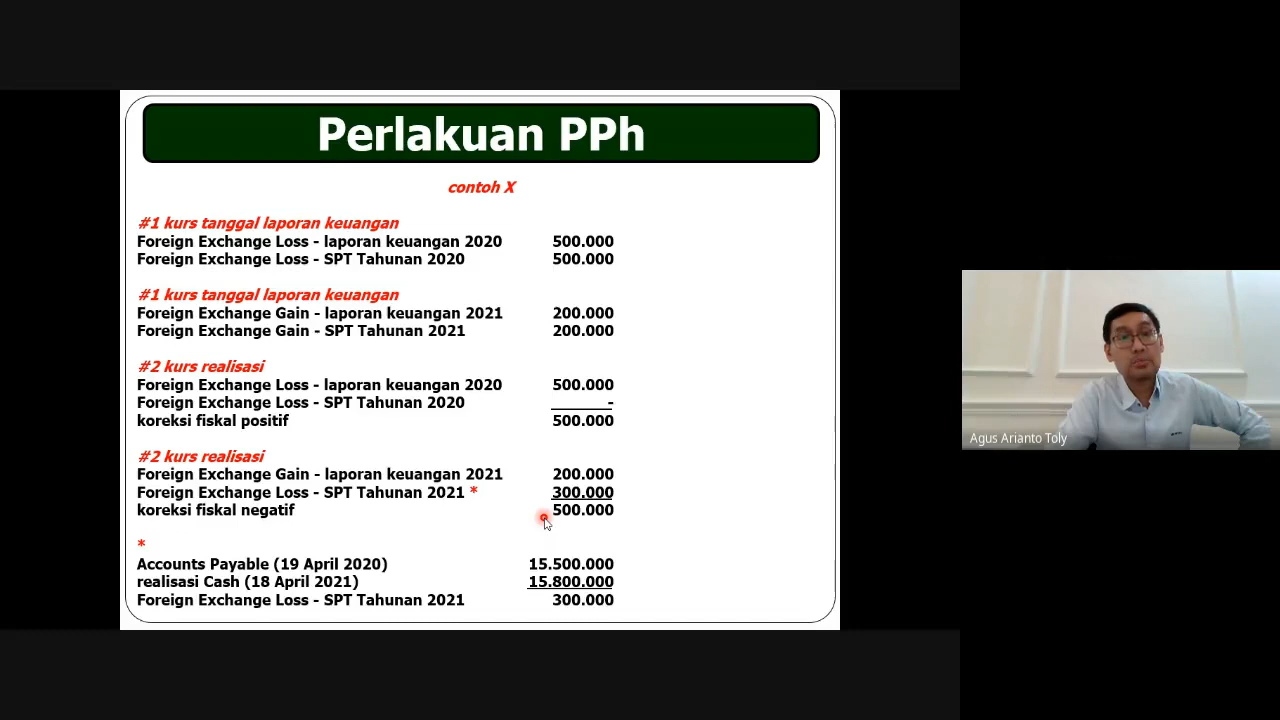 Perlakuan PPh
contoh X
#1 kurs tanggal laporan keuangan
Foreign Exchange Loss - laporan keuangan 2020 500.000
Foreign Exchange Loss - SPT Tahunan 2020 500.000
#1 kurs tanggal laporan keuangan
Foreign Exchange Gain - laporan keuangan 2021 200.000
Foreign Exchange Gain - SPT Tahunan 2021 200.000
#2 kurs realisasi
Foreign Exchange Loss - laporan keuangan 2020 500.000
Foreign Exchange Loss - SPT Tahunan 2020 -
koreksi fiskal positif 500.000
#2 kurs realisasi
Foreign Exchange Gain - laporan keuangan 2021 200.000
Foreign Exchange Loss - SPT Tahunan 2021 * 300.000
koreksi fiskal negatif 500.000
*
Accounts Payable (19 April 2020) 15.500.000
realisasi Cash (18 April 2021) 15.800.000
Foreign Exchange Loss - SPT Tahunan 2021 300.000
Agus Arianto Toly